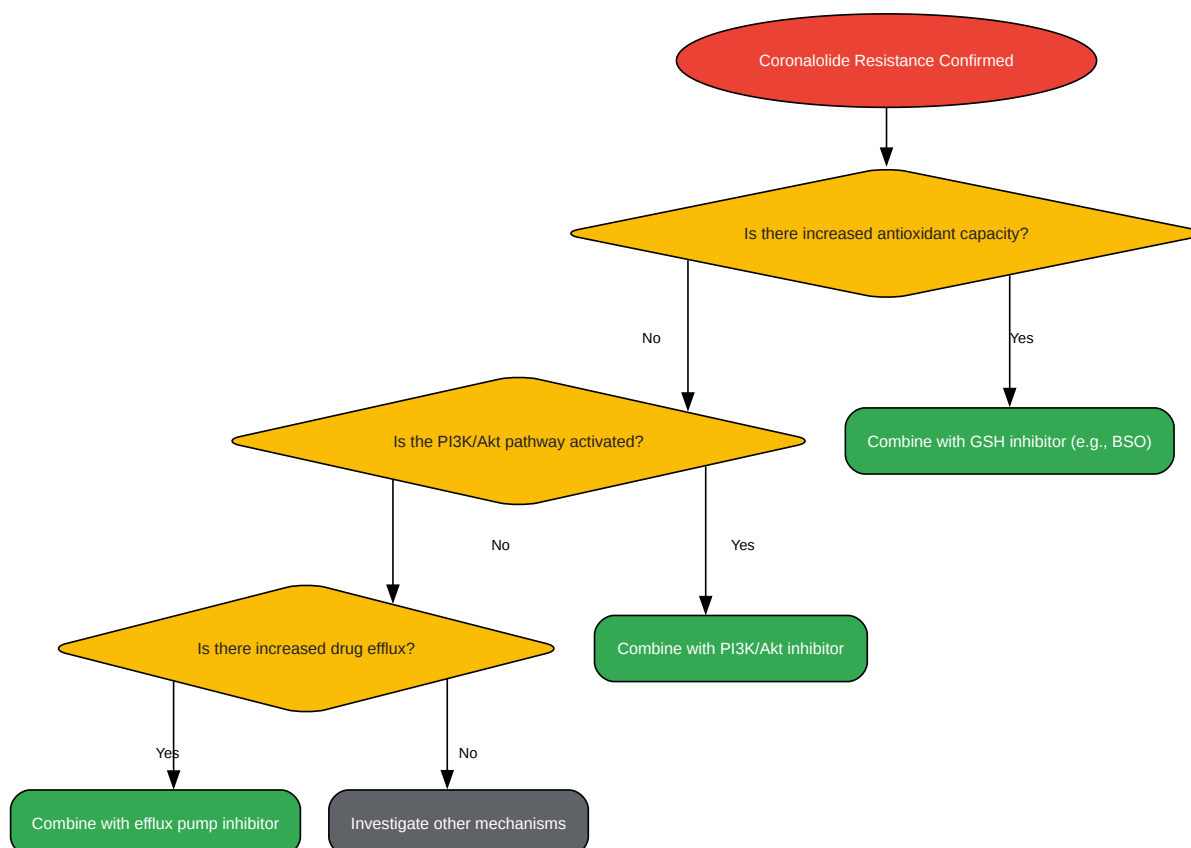 Coronalolide Resistance Confirmed
Is there increased antioxidant capacity?
No
Yes
Is the PI3K/Akt pathway activated?
Combine with GSH inhibitor (e.g., BSO)
No
Yes
Is there increased drug efflux?
Combine with PI3K/Akt inhibitor
Yes
No
Combine with efflux pump inhibitor
Investigate other mechanisms